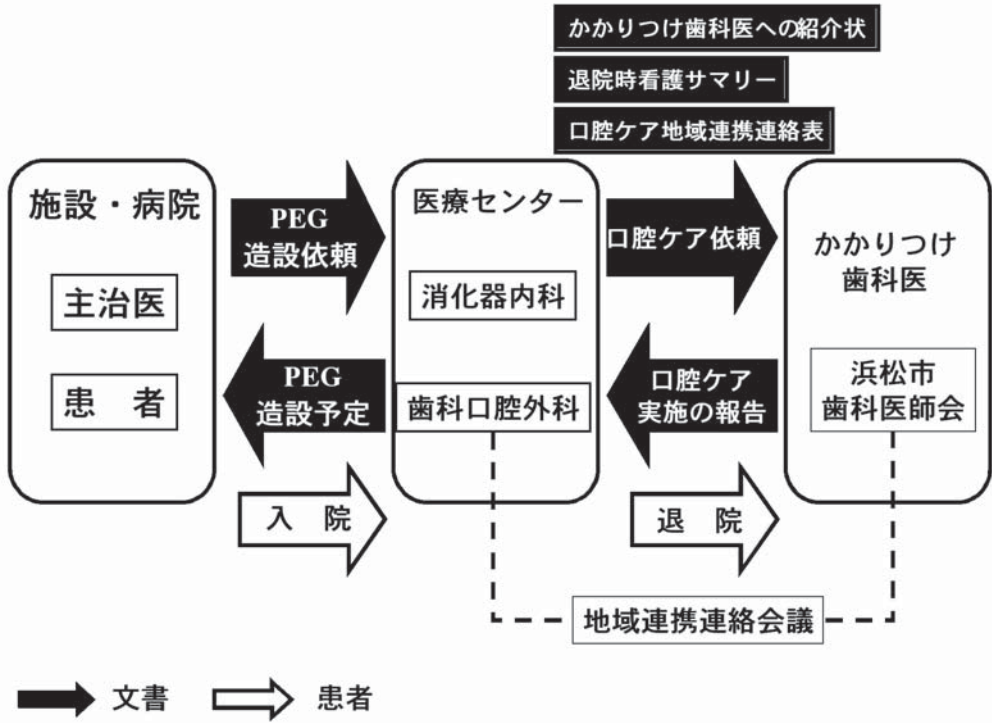 かかりつけ歯科医への紹介状
退院時看護サマリー
口腔ケア地域連携連絡表
施設・病院
主治医
患　者
PEG
造設依頼
PEG
造設予定
入　院
医療センター
消化器内科
歯科口腔外科
口腔ケア依頼
口腔ケア
実施の報告
退　院
かかりつけ
歯科医
浜松市
歯科医師会
地域連携連絡会議
文書
患者